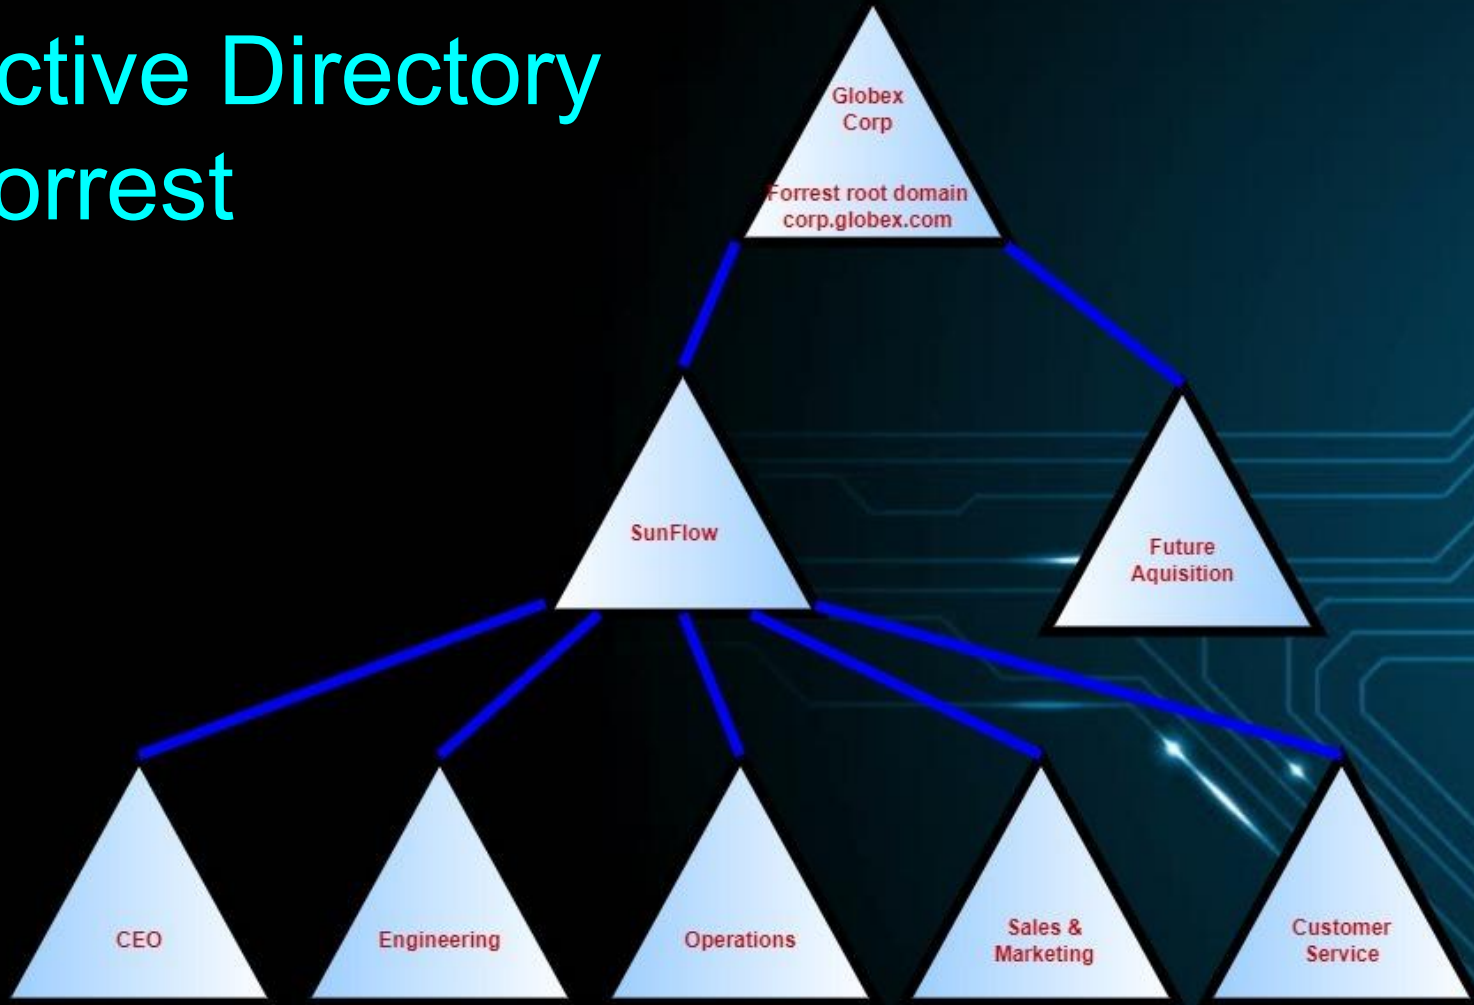 ctive Directory
orrest
Globex
Corp
Forrest root domain
corp.globex.com
SunFlow
Future
Aquisition
CEO
Engineering
Operations
Sales &
Marketing
Customer
Service